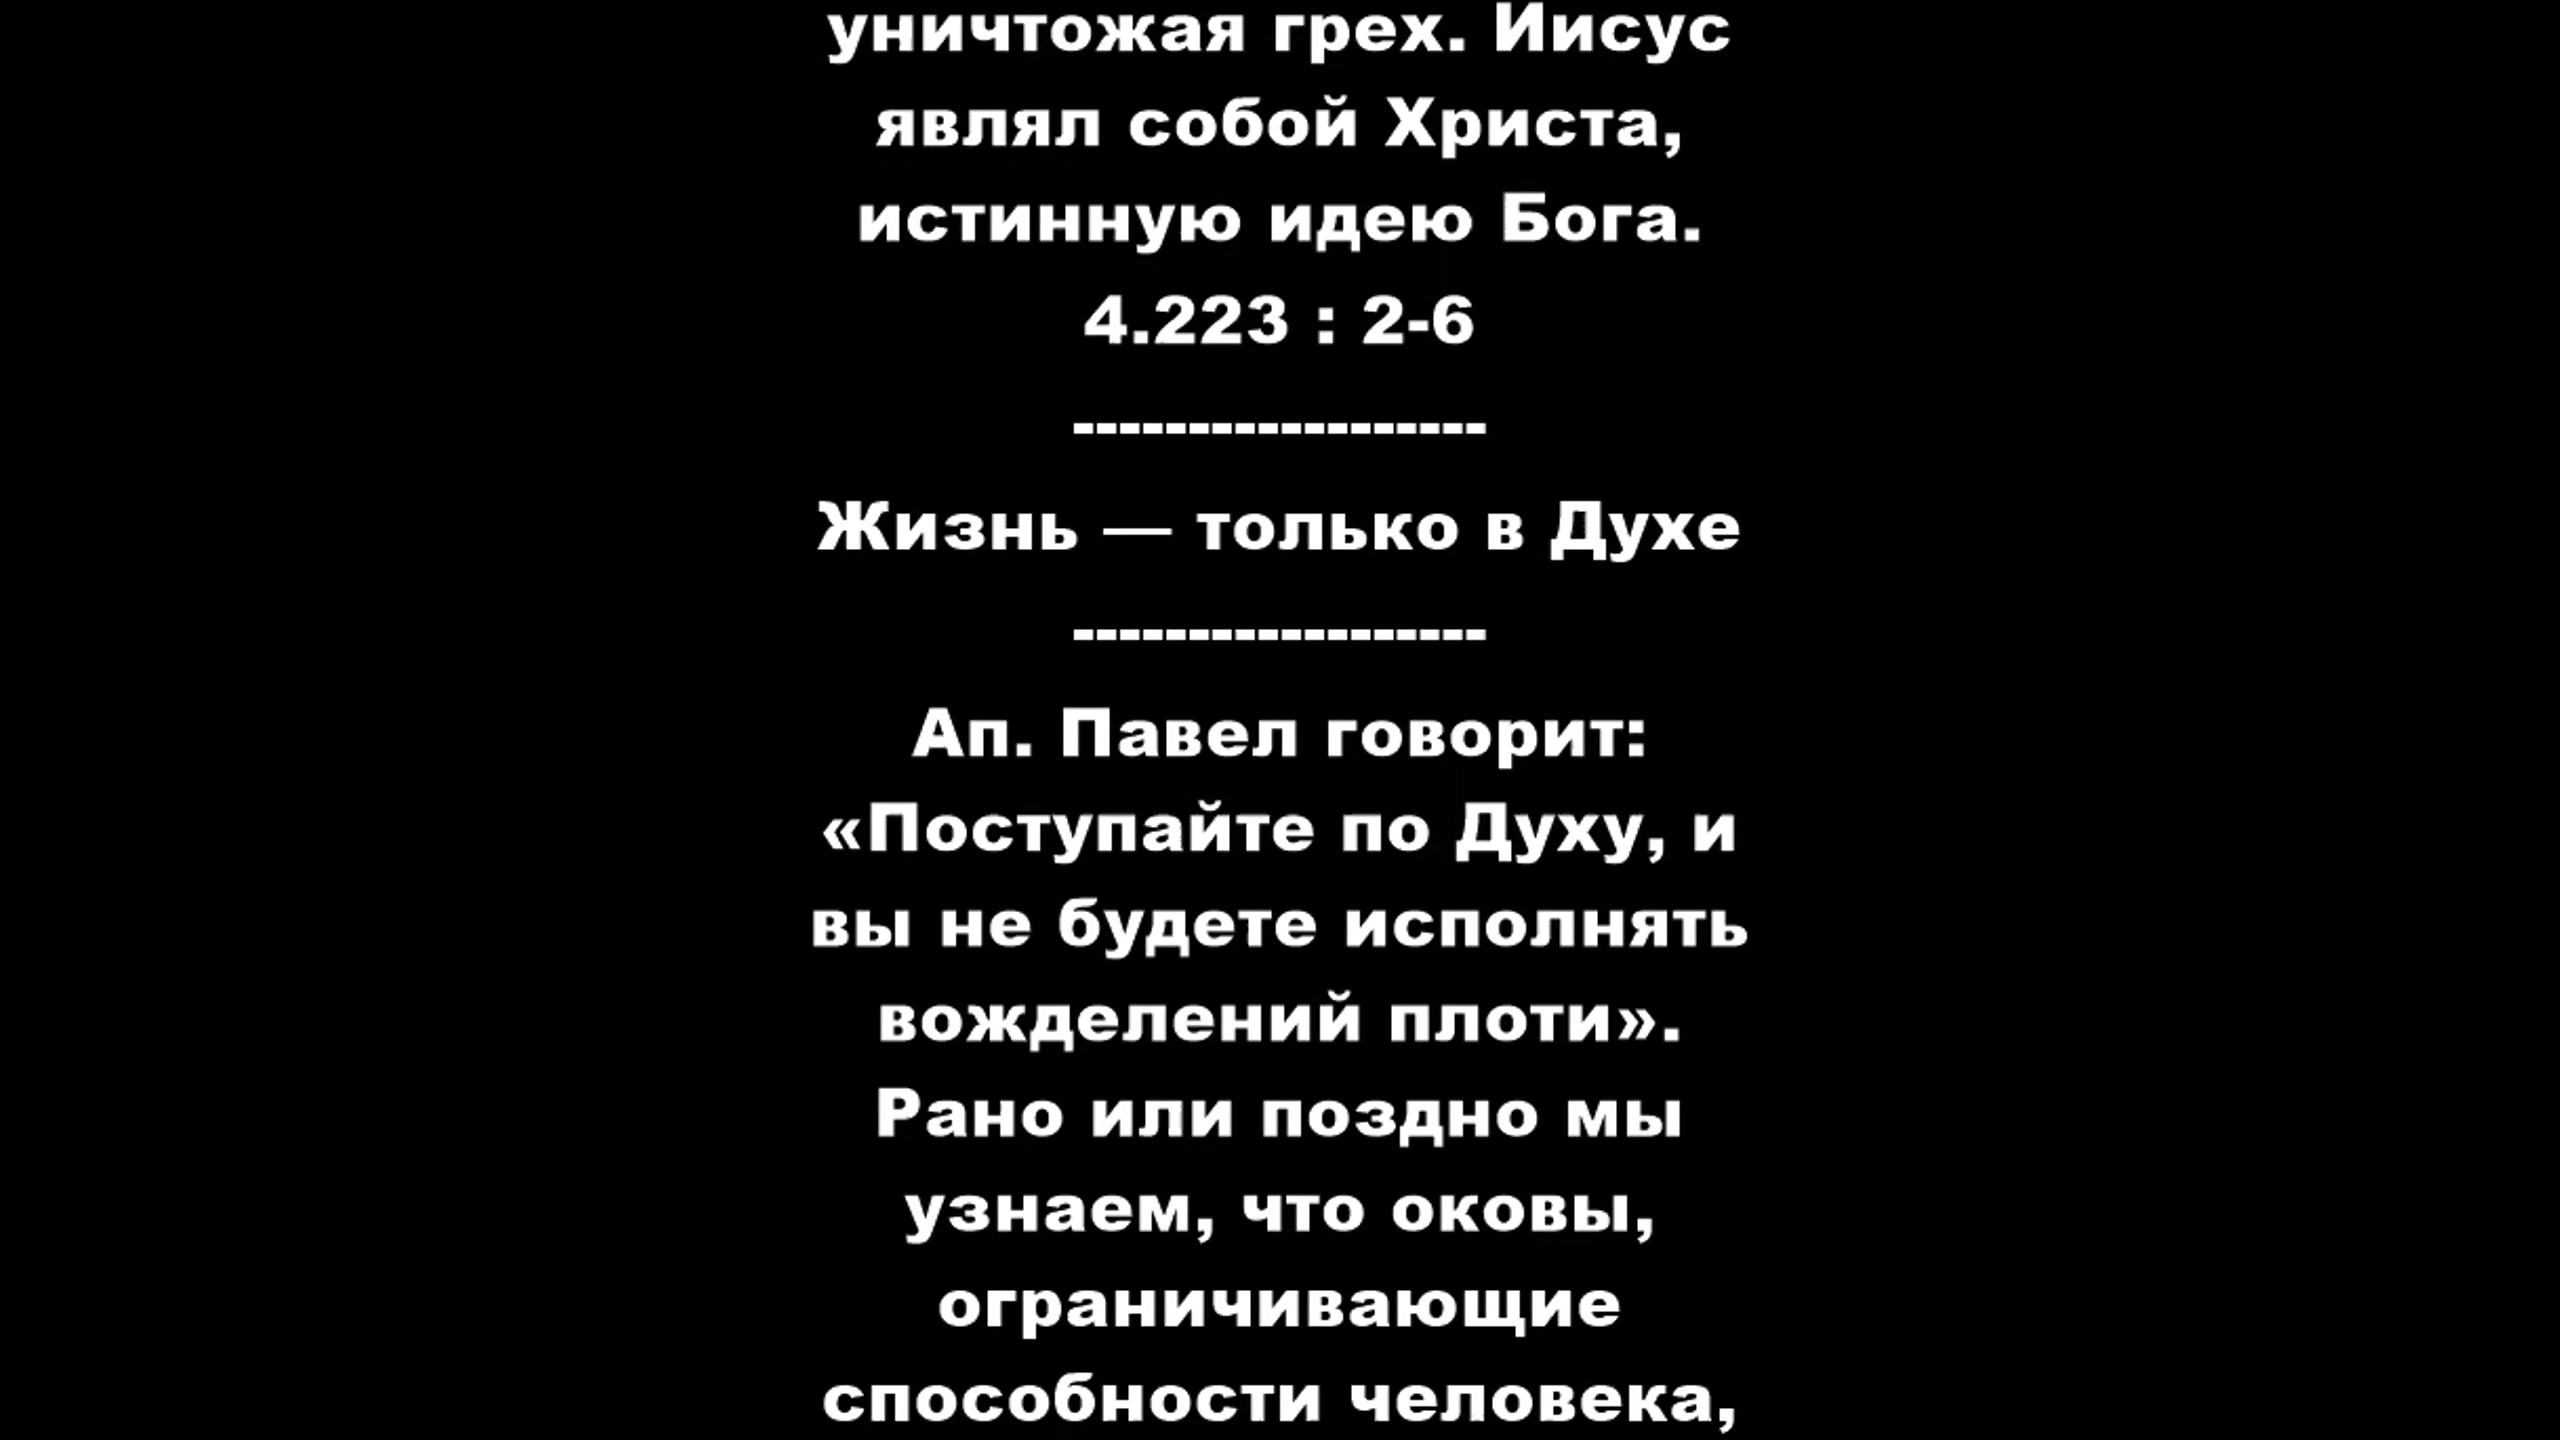 уничтожая грех. Иисус
являл собой Христа,
истинную идею Бога.
4.223 : 2-6
------------------
Жизнь — только в Духе
------------------
Ап. Павел говорит:
«Поступайте по Духу, и
вы не будете исполнять
вожделений плоти».
Рано или поздно мы
узнаем, что оковы,
ограничивающие
способности человека,